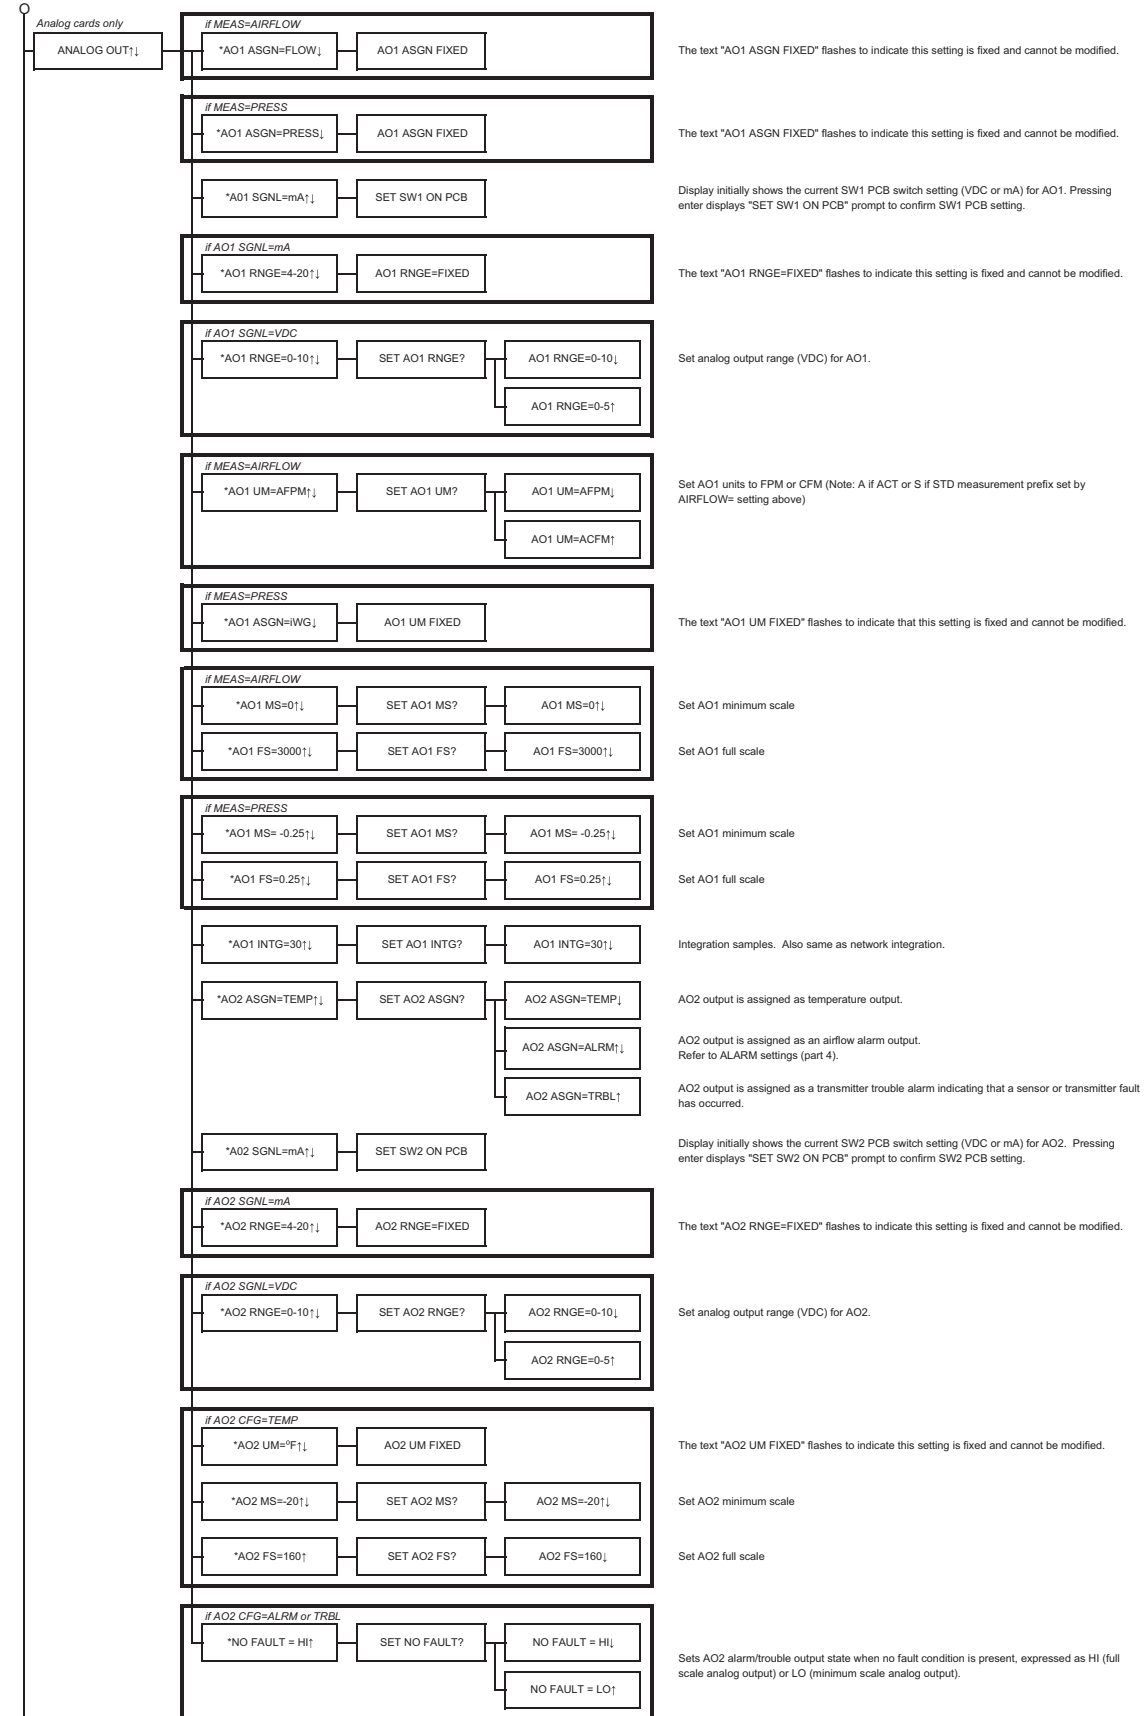 Analog cards only
ANALOG OUT↑↓
if MEAS=AIRFLOW
*AO1 ASGN=FLOW↓
AO1 ASGN FIXED
The text "AO1 ASGN FIXED" flashes to indicate this setting is fixed and cannot be modified.
if MEAS=PRESS
*AO1 ASGN=PRESS↓
AO1 ASGN FIXED
The text "AO1 ASGN FIXED" flashes to indicate this setting is fixed and cannot be modified.
*A01 SGNL=mA↑↓
SET SW1 ON PCB
Display initially shows the current SW1 PCB switch setting (VDC or mA) for AO1. Pressing
enter displays "SET SW1 ON PCB" prompt to confirm SW1 PCB setting.
if AO1 SGNL=mA
*AO1 RNGE=4-20↑↓
AO1 RNGE=FIXED
The text "AO1 RNGE=FIXED" flashes to indicate this setting is fixed and cannot be modified.
if AO1 SGNL=VDC
*AO1 RNGE=0-10↑↓
SET AO1 RNGE?
AO1 RNGE=0-10↓
Set analog output range (VDC) for AO1.
AO1 RNGE=0-5↑
if MEAS=AIRFLOW
*AO1 UM=AFPM↑↓
SET AO1 UM?
AO1 UM=AFPM↓
Set AO1 units to FPM or CFM (Note: A if ACT or S if STD measurement prefix set by
AIRFLOW= setting above)
AO1 UM=ACFM↑
if MEAS=PRESS
*AO1 ASGN=iWG↓
AO1 UM FIXED
The text "AO1 UM FIXED" flashes to indicate that this setting is fixed and cannot be modified.
if MEAS=AIRFLOW
*AO1 MS=0↑↓
SET AO1 MS?
AO1 MS=0↑↓
Set AO1 minimum scale
*AO1 FS=3000↑↓
SET AO1 FS?
AO1 FS=3000↑↓
Set AO1 full scale
if MEAS=PRESS
*AO1 MS= -0.25↑↓
SET AO1 MS?
AO1 MS= -0.25↑↓
Set AO1 minimum scale
*AO1 FS=0.25↑↓
SET AO1 FS?
AO1 FS=0.25↑↓
Set AO1 full scale
*AO1 INTG=30↑↓
SET AO1 INTG?
AO1 INTG=30↑↓
Integration samples.  Also same as network integration.
*AO2 ASGN=TEMP↑↓
SET AO2 ASGN?
AO2 ASGN=TEMP↓
AO2 output is assigned as temperature output.
AO2 ASGN=ALRM↑↓
AO2 output is assigned as an airflow alarm output.
Refer to ALARM settings (part 4).
AO2 ASGN=TRBL↑
AO2 output is assigned as a transmitter trouble alarm indicating that a sensor or transmitter fault
has occurred.
*A02 SGNL=mA↑↓
SET SW2 ON PCB
Display initially shows the current SW2 PCB switch setting (VDC or mA) for AO2.  Pressing
enter displays "SET SW2 ON PCB" prompt to confirm SW2 PCB setting.
if AO2 SGNL=mA
*AO2 RNGE=4-20↑↓
AO2 RNGE=FIXED
The text "AO2 RNGE=FIXED" flashes to indicate this setting is fixed and cannot be modified.
if AO2 SGNL=VDC
*AO2 RNGE=0-10↑↓
SET AO2 RNGE?
AO2 RNGE=0-10↓
Set analog output range (VDC) for AO2.
AO2 RNGE=0-5↑
if AO2 CFG=TEMP
*AO2 UM=ºF↑↓
AO2 UM FIXED
The text "AO2 UM FIXED" flashes to indicate this setting is fixed and cannot be modified.
*AO2 MS=-20↑↓
SET AO2 MS?
AO2 MS=-20↑↓
Set AO2 minimum scale
*AO2 FS=160↑
SET AO2 FS?
AO2 FS=160↓
Set AO2 full scale
if AO2 CFG=ALRM or TRBL
*NO FAULT = HI↑
SET NO FAULT?
NO FAULT = HI↓
Sets AO2 alarm/trouble output state when no fault condition is present, expressed as HI (full
scale analog output) or LO (minimum scale analog output).
NO FAULT = LO↑